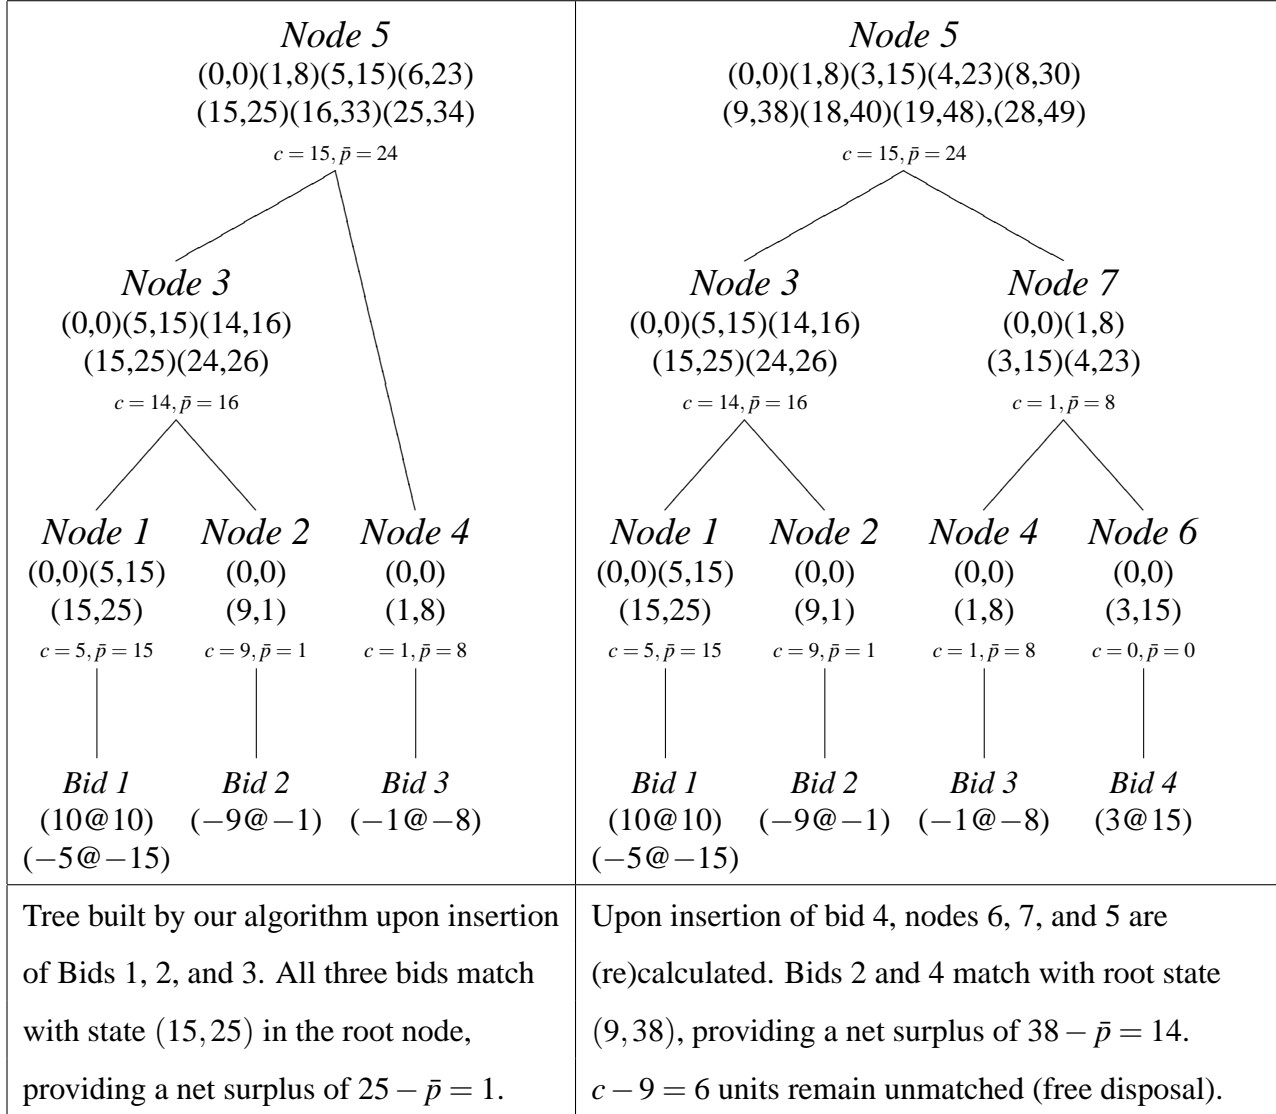 Node 5
(0,0)(1,8)(5,15)(6,23)
(15,25)(16,33)(25,34)
c = 15, p̄ = 24
Node 3
(0,0)(5,15)(14,16)
(15,25)(24,26)
c = 14, p̄ = 16
Node 1
(0,0)(5,15)
(15,25)
c = 5, p̄ = 15
Node 2
(0,0)
(9,1)
c = 9, p̄ = 1
Node 4
(0,0)
(1,8)
c = 1, p̄ = 8
Bid 1
(10@10)
(−5@−15)
Bid 2
(−9@−1)
Bid 3
(−1@−8)
Tree built by our algorithm upon insertion
of Bids 1, 2, and 3. All three bids match
with state (15,25) in the root node,
providing a net surplus of 25 − p̄ = 1.
Node 5
(0,0)(1,8)(3,15)(4,23)(8,30)
(9,38)(18,40)(19,48),(28,49)
c = 15, p̄ = 24
Node 3
(0,0)(5,15)(14,16)
(15,25)(24,26)
c = 14, p̄ = 16
Node 7
(0,0)(1,8)
(3,15)(4,23)
c = 1, p̄ = 8
Node 1
(0,0)(5,15)
(15,25)
c = 5, p̄ = 15
Node 2
(0,0)
(9,1)
c = 9, p̄ = 1
Node 4
(0,0)
(1,8)
c = 1, p̄ = 8
Node 6
(0,0)
(3,15)
c = 0, p̄ = 0
Bid 1
(10@10)
(−5@−15)
Bid 2
(−9@−1)
Bid 3
(−1@−8)
Bid 4
(3@15)
Upon insertion of bid 4, nodes 6, 7, and 5 are
(re)calculated. Bids 2 and 4 match with root state
(9,38), providing a net surplus of 38 − p̄ = 14.
c − 9 = 6 units remain unmatched (free disposal).